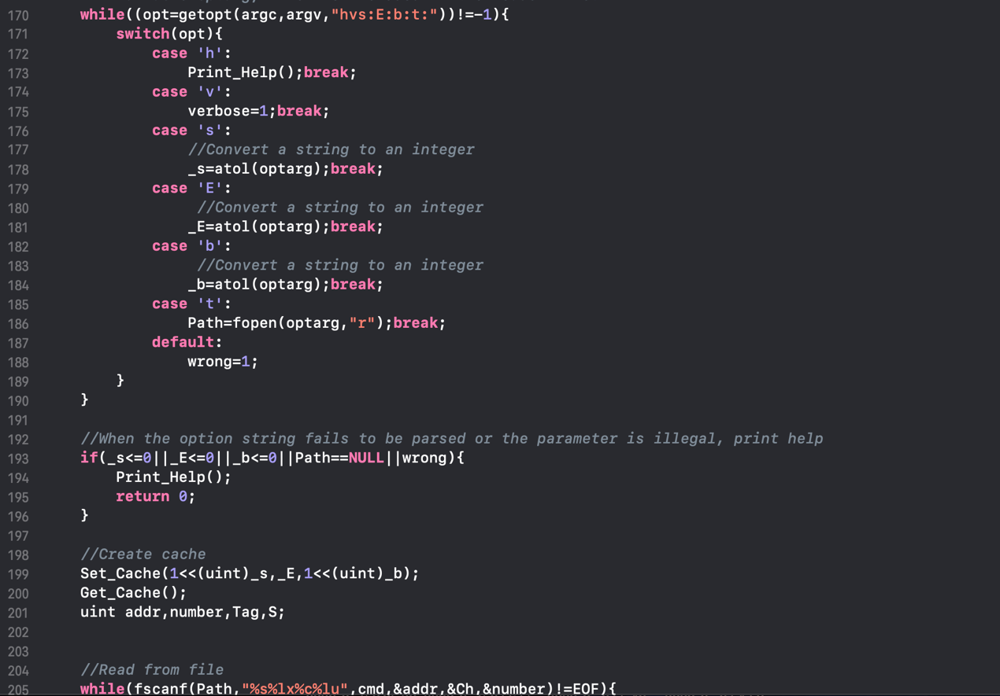 170 while((opt=getopt(argc,argv,"hvs:E:b:t:"))!=-1){
171 switch(opt){
172 case 'h':
173 Print_Help();break;
174 case 'v':
175 verbose=1;break;
176 case 's':
177 //Convert a string to an integer
178 _s=atol(optarg);break;
179 case 'E':
180 //Convert a string to an integer
181 _E=atol(optarg);break;
182 case 'b':
183 //Convert a string to an integer
184 _b=atol(optarg);break;
185 case 't':
186 Path=fopen(optarg,"r");break;
187 default:
188 wrong=1;
189 }
190 }
191
192 //When the option string fails to be parsed or the parameter is illegal, print help
193 if(_s<=0||_E<=0||_b<=0||Path==NULL||wrong){
194 Print_Help();
195 return 0;
196 }
197
198 //Create cache
199 Set_Cache(1<<(uint)_s,_E,1<<(uint)_b);
200 Get_Cache();
201 uint addr,number,Tag,S;
202
203
204 //Read from file
205 while(fscanf(Path,"%s%lx%c%lu",cmd,&addr,&Ch,&number)!=EOF){